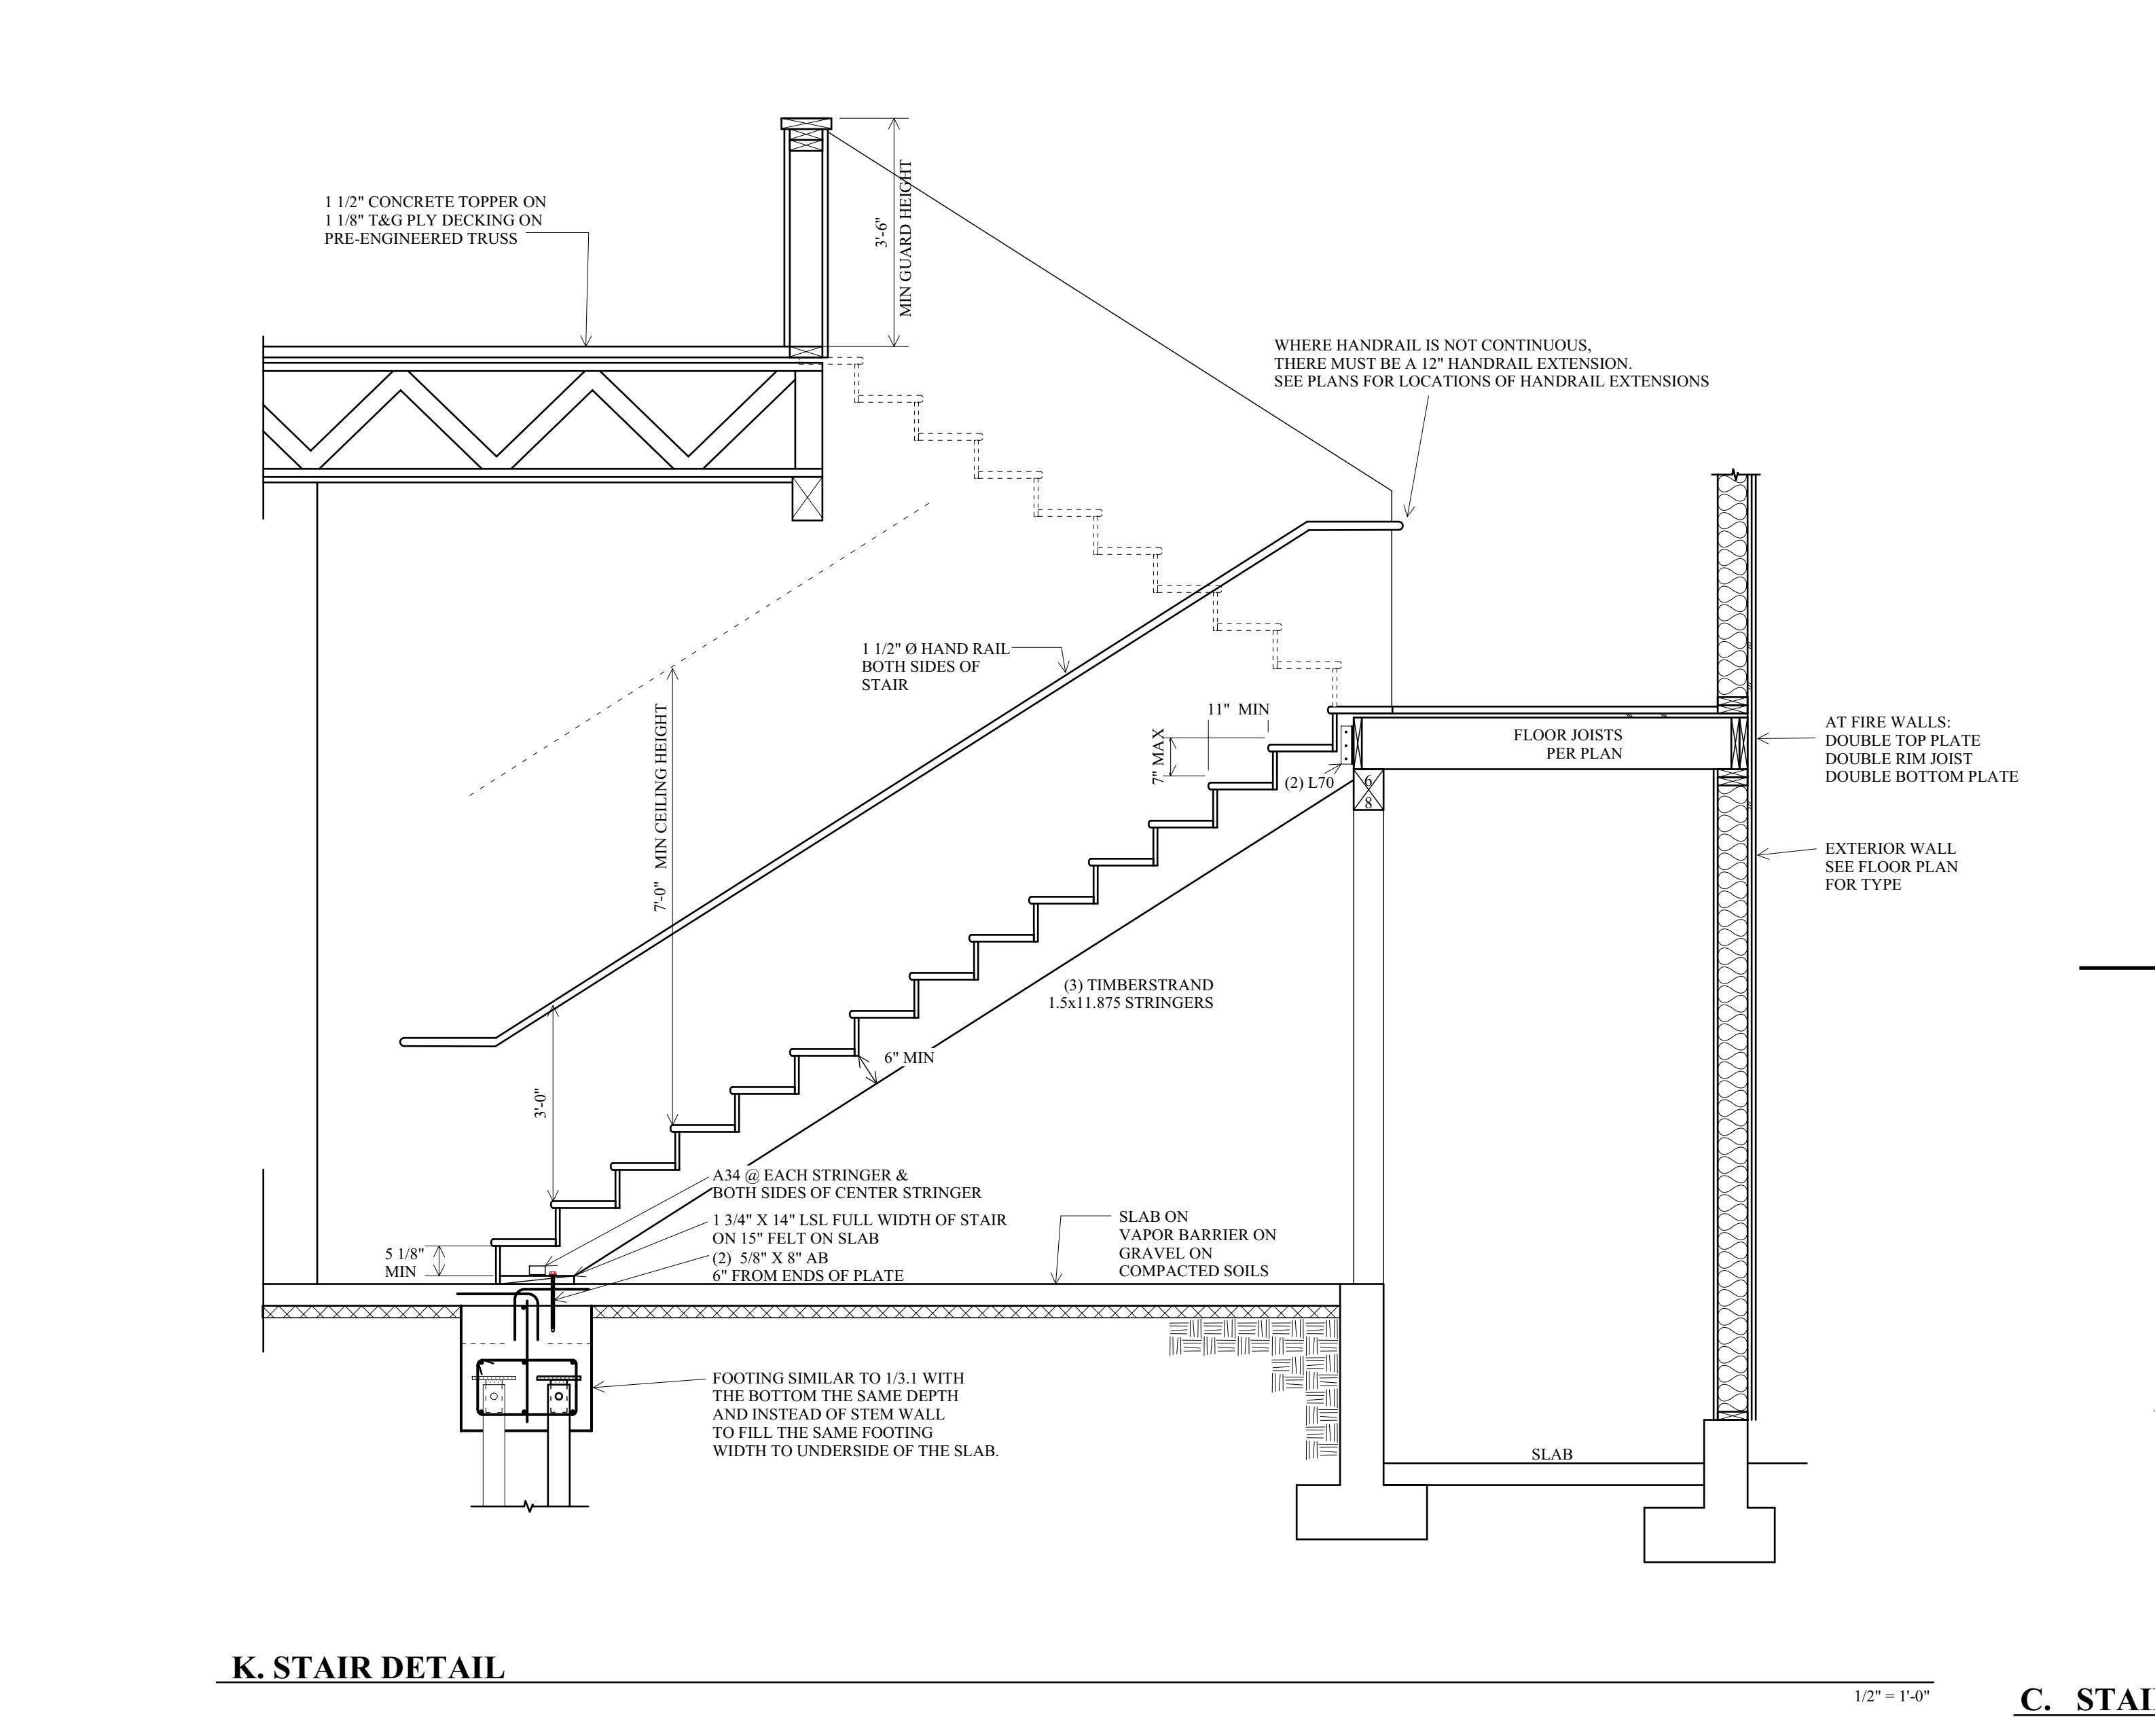 1 1/2" CONCRETE TOPPER ON
1 1/8" T&G PLY DECKING ON
PRE-ENGINEERED TRUSS
3'-6"
MIN GUARD HEIGHT
WHERE HANDRAIL IS NOT CONTINUOUS,
THERE MUST BE A 12" HANDRAIL EXTENSION.
SEE PLANS FOR LOCATIONS OF HANDRAIL EXTENSIONS
1 1/2" Ø HAND RAIL
BOTH SIDES OF
STAIR
11" MIN
7" MAX
(2) L70
6
8
FLOOR JOISTS
PER PLAN
AT FIRE WALLS:
DOUBLE TOP PLATE
DOUBLE RIM JOIST
DOUBLE BOTTOM PLATE
EXTERIOR WALL
SEE FLOOR PLAN
FOR TYPE
7'-0" MIN CEILING HEIGHT
(3) TIMBERSTRAND
1.5x11.875 STRINGERS
6" MIN
3'-0"
A34 @ EACH STRINGER &
BOTH SIDES OF CENTER STRINGER
1 3/4" X 14" LSL FULL WIDTH OF STAIR
ON 15" FELT ON SLAB
(2) 5/8" X 8" AB
6" FROM ENDS OF PLATE
5 1/8"
MIN
SLAB ON
VAPOR BARRIER ON
GRAVEL ON
COMPACTED SOILS
FOOTING SIMILAR TO 1/3.1 WITH
THE BOTTOM THE SAME DEPTH
AND INSTEAD OF STEM WALL
TO FILL THE SAME FOOTING
WIDTH TO UNDERSIDE OF THE SLAB.
SLAB
K. STAIR DETAIL
1/2" = 1'-0"
C. STAI